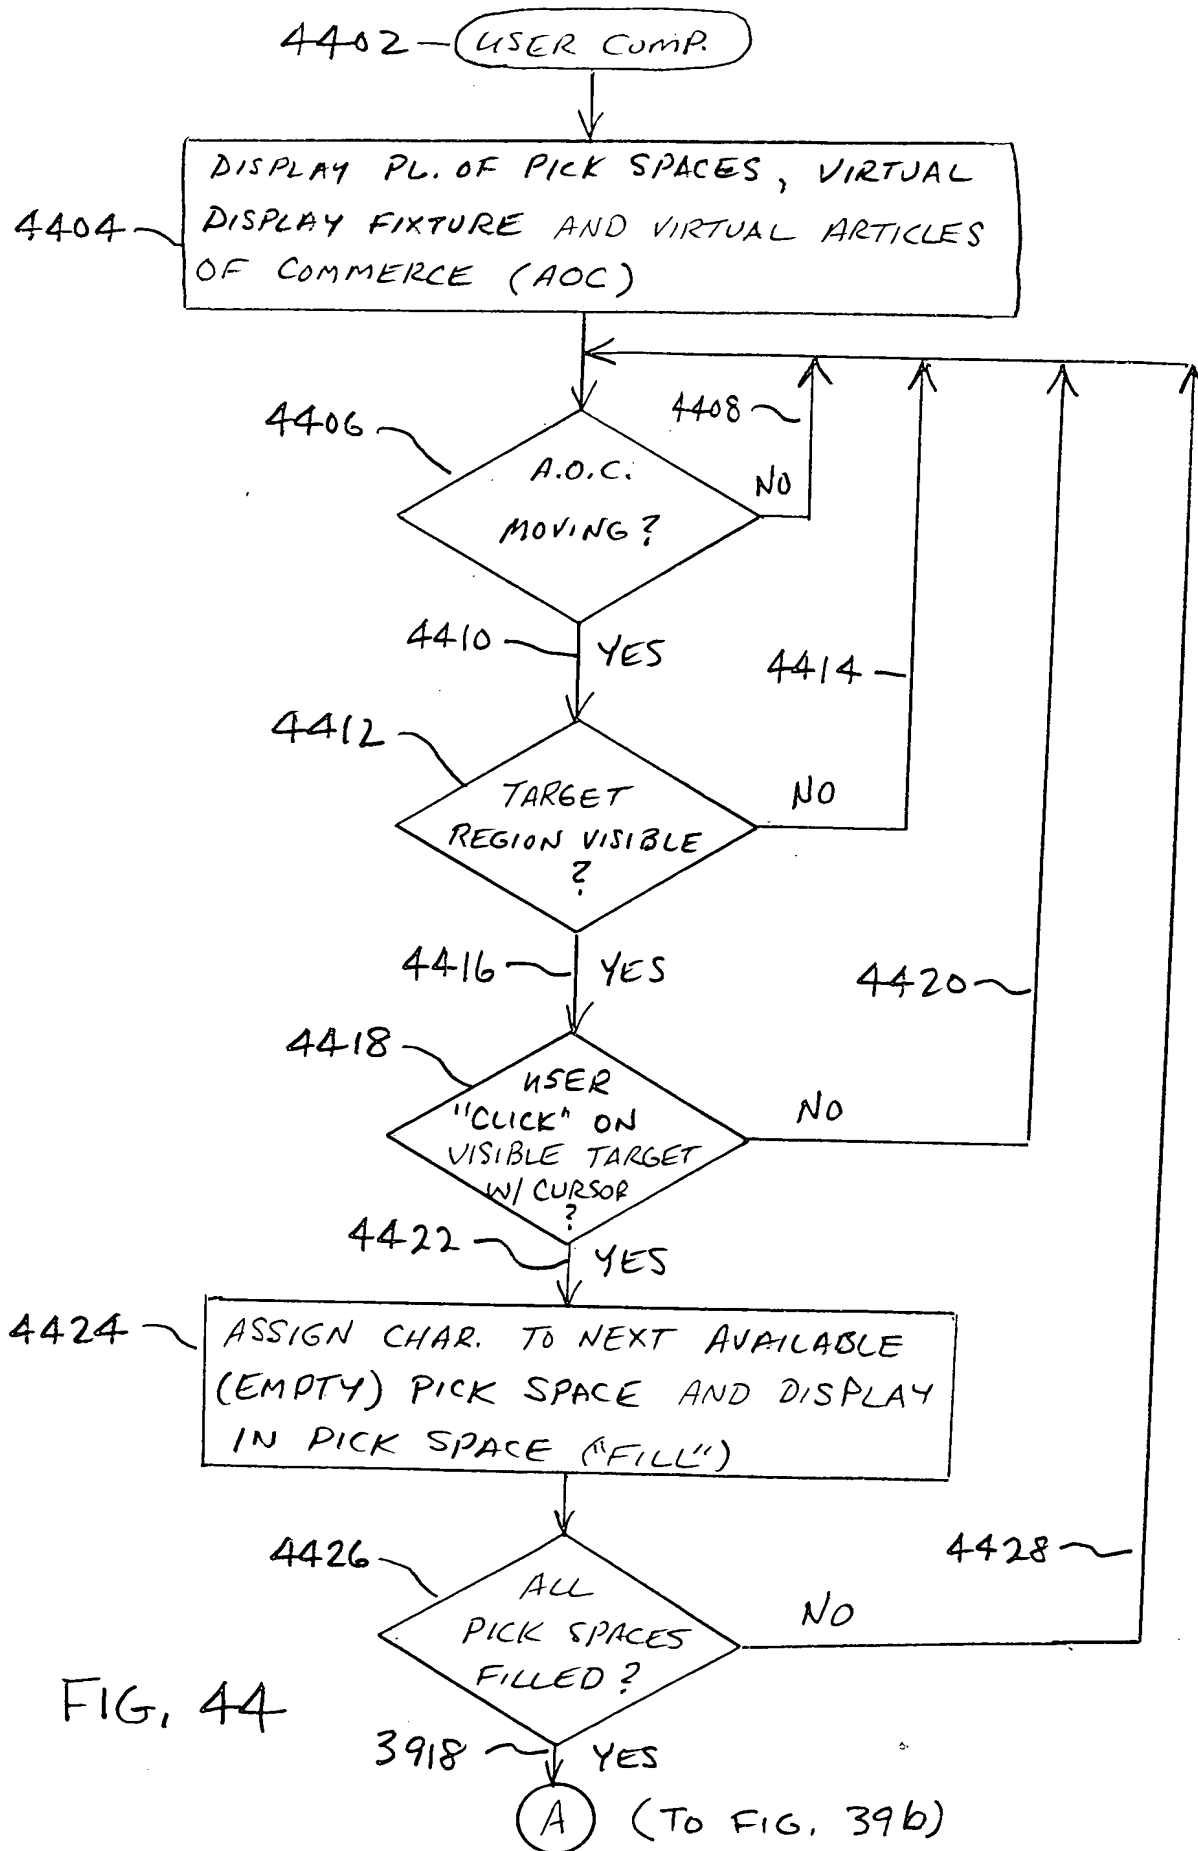 4402 USER COMP.
DISPLAY PL. OF PICK SPACES, VIRTUAL
4404 DISPLAY FIXTURE AND VIRTUAL ARTICLES
OF COMMERCE (AOC)
4406
4408
A.O.C.
MOVING?
NO
4410 YES
4414
4412
TARGET
REGION VISIBLE
?
NO
4416 YES
4420
4418
USER
"CLICK" ON
VISIBLE TARGET
W/ CURSOR
?
NO
4422 YES
4424 ASSIGN CHAR. TO NEXT AVAILABLE
(EMPTY) PICK SPACE AND DISPLAY
IN PICK SPACE ("FILL")
4426
4428
ALL
PICK SPACES
FILLED?
NO
FIG. 44
3918 YES
A (TO FIG. 39b)